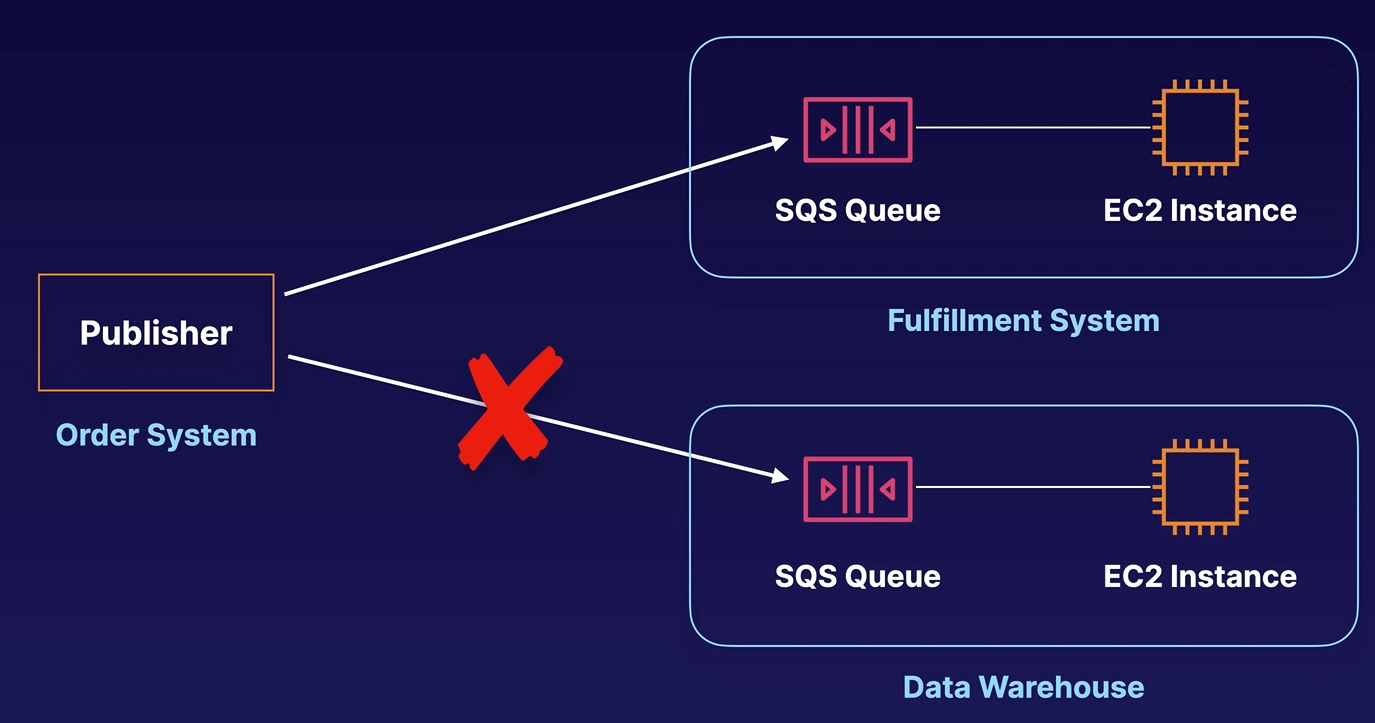 SQS Queue
EC2 Instance
Fulfillment System
Publisher
Order System
SQS Queue
EC2 Instance
Data Warehouse